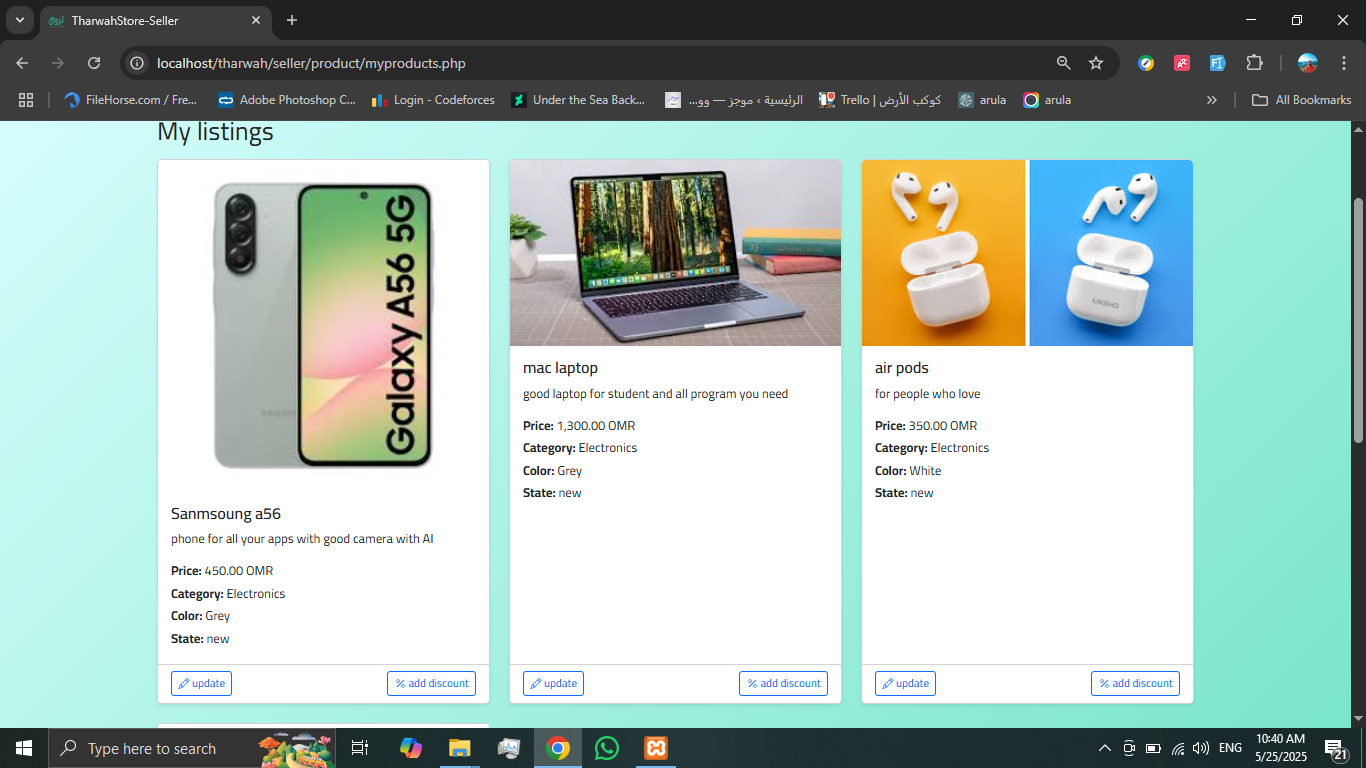 ثروة
TharwahStore-Seller
localhost/tharwah/seller/product/myproducts.php
FileHorse.com / Fre...
Adobe Photoshop C...
Login - Codeforces
Under the Sea Back...
الرئيسية › موجز — وو...
Trello | كوكب الأرض
arula
arula
All Bookmarks
My listings
Galaxy A56 5G
SAMSUNG
Sanmsoung a56
phone for all your apps with good camera with AI
Price: 450.00 OMR
Category: Electronics
Color: Grey
State: new
update
% add discount
mac laptop
good laptop for student and all program you need
Price: 1,300.00 OMR
Category: Electronics
Color: Grey
State: new
update
% add discount
MKBHD
air pods
for people who love
Price: 350.00 OMR
Category: Electronics
Color: White
State: new
update
% add discount
Type here to search
ENG
10:40 AM
5/25/2025
21